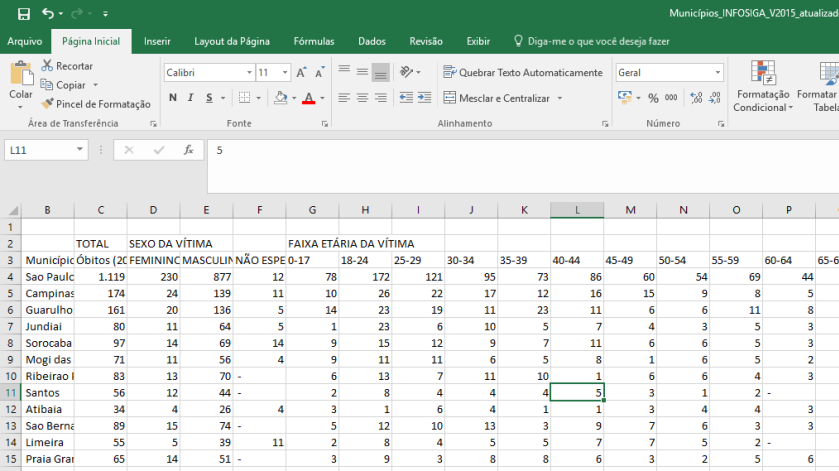 Municípios_INFOSIGA_V2015_atualizad
Arquivo Página Inicial Inserir Layout da Página Fórmulas Dados Revisão Exibir Diga-me o que você deseja fazer
Colar
Recortar
Copiar
Pincel de Formatação
Área de Transferência
Calibri 11 A A
N I S A
Fonte
Quebrar Texto Automaticamente
Mesclar e Centralizar
Alinhamento
Geral
% 000
Número
Formatação
Condicional
Formatar
Tabela
L11 fx 5
B C D E F G H I J K L M N O P
1
2 TOTAL SEXO DA VÍTIMA FAIXA ETÁRIA DA VÍTIMA
3 Município Óbitos (20 FEMININO MASCULIN NÃO ESPE 0-17 18-24 25-29 30-34 35-39 40-44 45-49 50-54 55-59 60-64 65-6
4 Sao Paulo 1.119 230 877 12 78 172 121 95 73 86 60 54 69 44
5 Campinas 174 24 139 11 10 26 22 17 12 16 15 9 8 5
6 Guarulho 161 20 136 5 14 23 19 11 23 11 6 6 11 8
7 Jundiai 80 11 64 5 1 23 6 10 5 7 4 3 5 3
8 Sorocaba 97 14 69 14 9 15 12 9 7 11 6 6 5 3
9 Mogi das 71 11 56 4 9 11 11 6 5 8 1 6 5 2
10 Ribeirao 83 13 70 - 6 13 7 11 10 1 6 6 4 3
11 Santos 56 12 44 - 2 8 4 4 4 5 3 1 2 -
12 Atibaia 34 4 26 4 3 1 6 4 1 1 3 4 4 3
13 Sao Berna 89 15 74 - 5 12 10 13 3 9 7 6 3 3
14 Limeira 55 5 39 11 2 8 4 5 5 7 7 5 2 -
15 Praia Gran 65 14 51 - 3 9 3 8 8 6 3 2 5 6